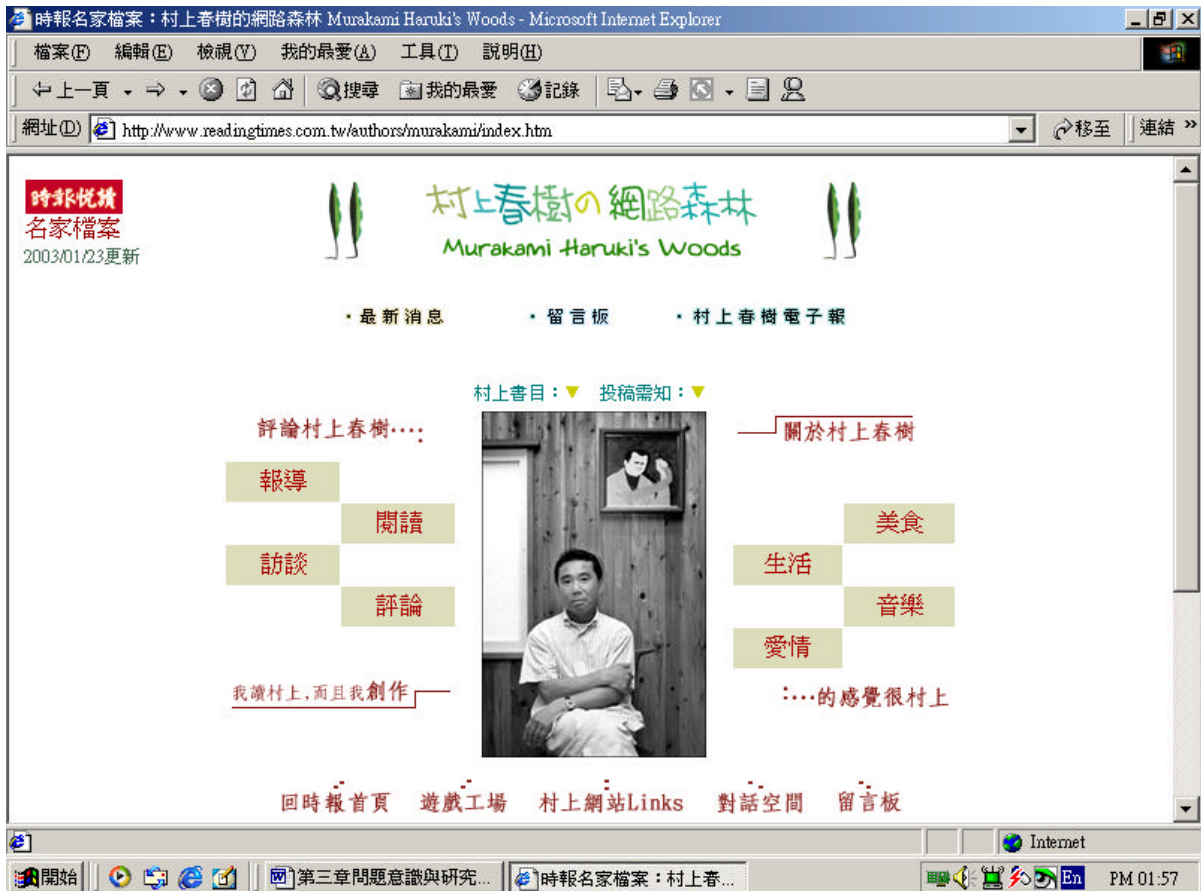 時報名家檔案：村上春樹的網路森林 Murakami Haruki's Woods - Microsoft Internet Explorer
檔案(F) 編輯(E) 檢視(V) 我的最愛(A) 工具(T) 說明(H)
上一頁 搜尋 我的最愛 記錄
網址(D) http://www.readingtimes.com.tw/authors/murakami/index.htm 移至 連結 »
時報悅讀
名家檔案
2003/01/23更新
村上春樹の網路森林
Murakami Haruki's Woods
・最新消息 ・留言板 ・村上春樹電子報
村上書目：▼ 投稿需知：▼
評論村上春樹‥‥：
關於村上春樹
報導
閱讀
訪談
評論
美食
生活
音樂
愛情
我讀村上，而且我創作
：‥‥的感覺很村上
回時報首頁 遊戲工場 村上網站Links 對話空間 留言板
Internet
開始 第三章問題意識與研究... 時報名家檔案：村上春... En PM 01:57